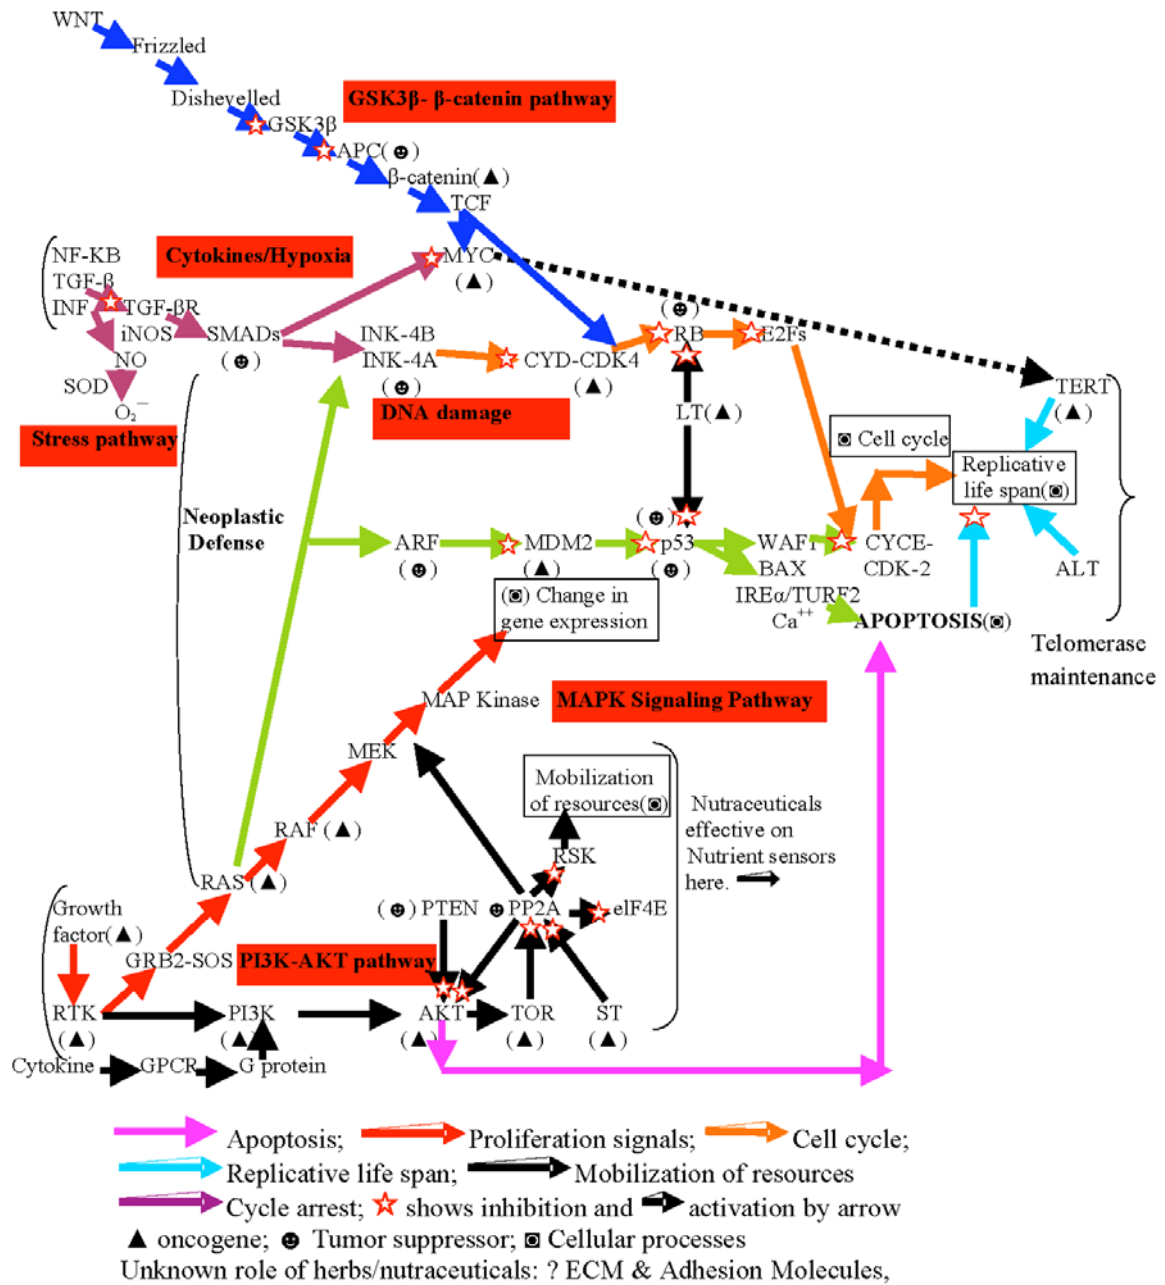 WNT
Frizzled
Dishevelled
GSK3β- β-catenin pathway
GSK3β
APC( )
β-catenin(▲)
TCF
NF-KB
Cytokines/Hypoxia
MYC
(▲)
TGF-β
INF
TGF-βR
iNOS
SMADs
( )
INK-4B
INK-4A
( )
CYD-CDK4
(▲)
( )
RB
E2Fs
NO
SOD
O₂⁻
TERT
(▲)
Stress pathway
DNA damage
LT(▲)
Cell cycle
Replicative
life span( )
Neoplastic
Defense
ARF
( )
MDM2
(▲)
( )
p53
( )
WAF1
BAX
IREα/TURF2
Ca⁺⁺
CYCE-
CDK-2
ALT
( ) Change in
gene expression
APOPTOSIS( )
Telomerase
maintenance
MAP Kinase
MAPK Signaling Pathway
MEK
Mobilization
of resources( )
Nutraceuticals
effective on
Nutrient sensors
here.
RAF (▲)
RSK
RAS(▲)
Growth
factor(▲)
( ) PTEN
PP2A
eIF4E
GRB2-SOS
PI3K-AKT pathway
RTK
(▲)
PI3K
(▲)
AKT
(▲)
TOR
(▲)
ST
(▲)
Cytokine
GPCR
G protein
Apoptosis; Proliferation signals; Cell cycle;
Replicative life span; Mobilization of resources
Cycle arrest; shows inhibition and activation by arrow
▲ oncogene; Tumor suppressor; Cellular processes
Unknown role of herbs/nutraceuticals: ? ECM & Adhesion Molecules,